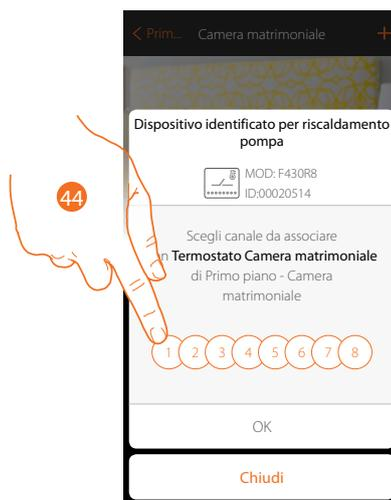 Prim...
Camera matrimoniale
Dispositivo identificato per riscaldamento
pompa
MOD: F430R8
ID:00020514
44
Scegli canale da associare
n Termostato Camera matrimoniale
di Primo piano - Camera
matrimoniale
1 2 3 4 5 6 7 8
OK
Chiudi